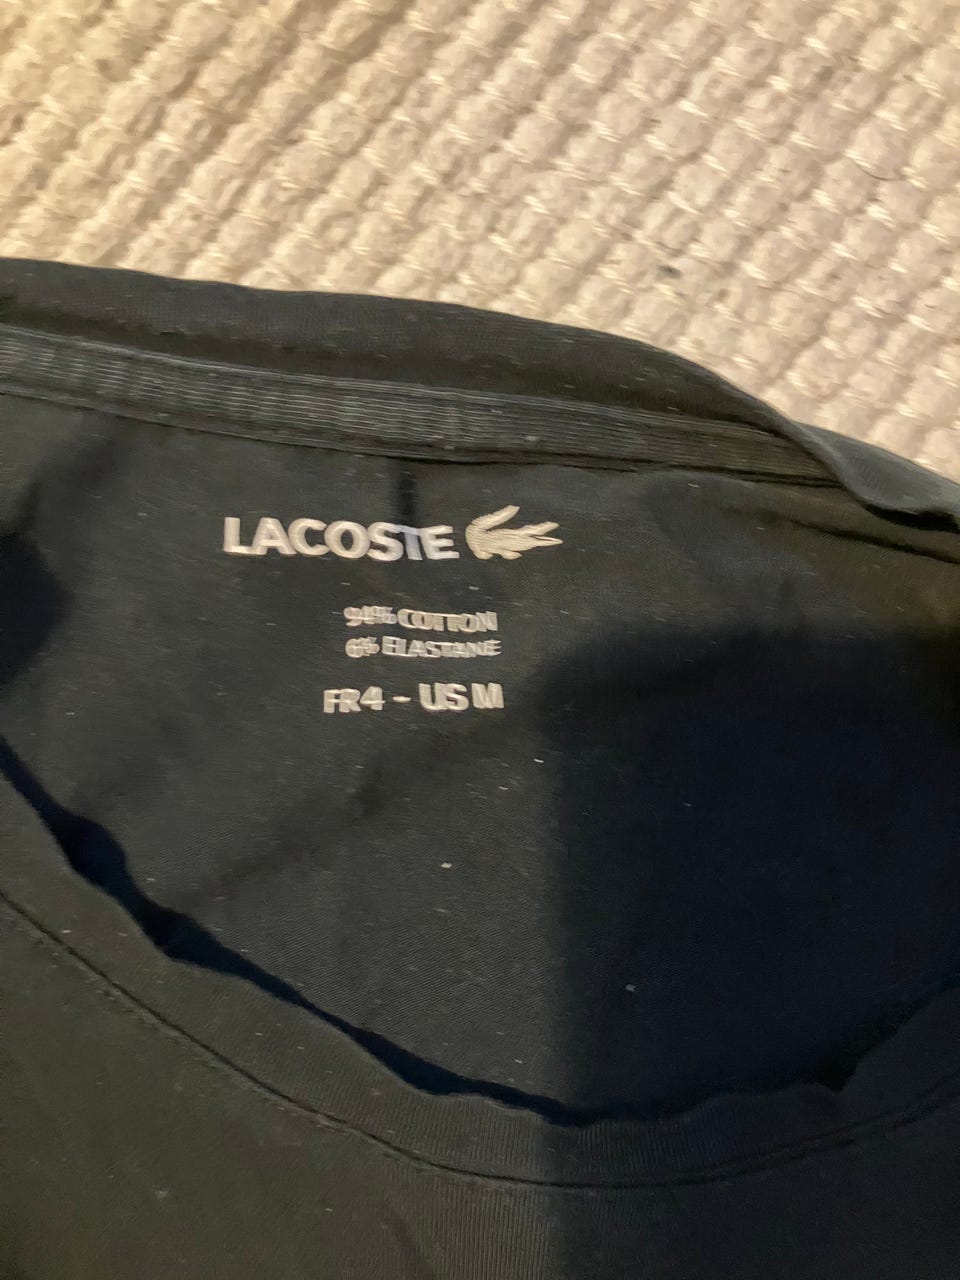 LACOSTE
94% COTTON
6% ELASTANE
FR4 - US M